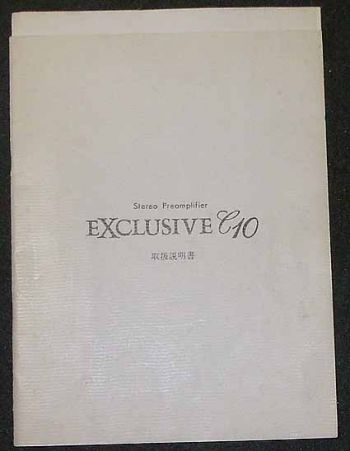 Stereo Preamplifier
EXCLUSIVE C10
取扱説明書